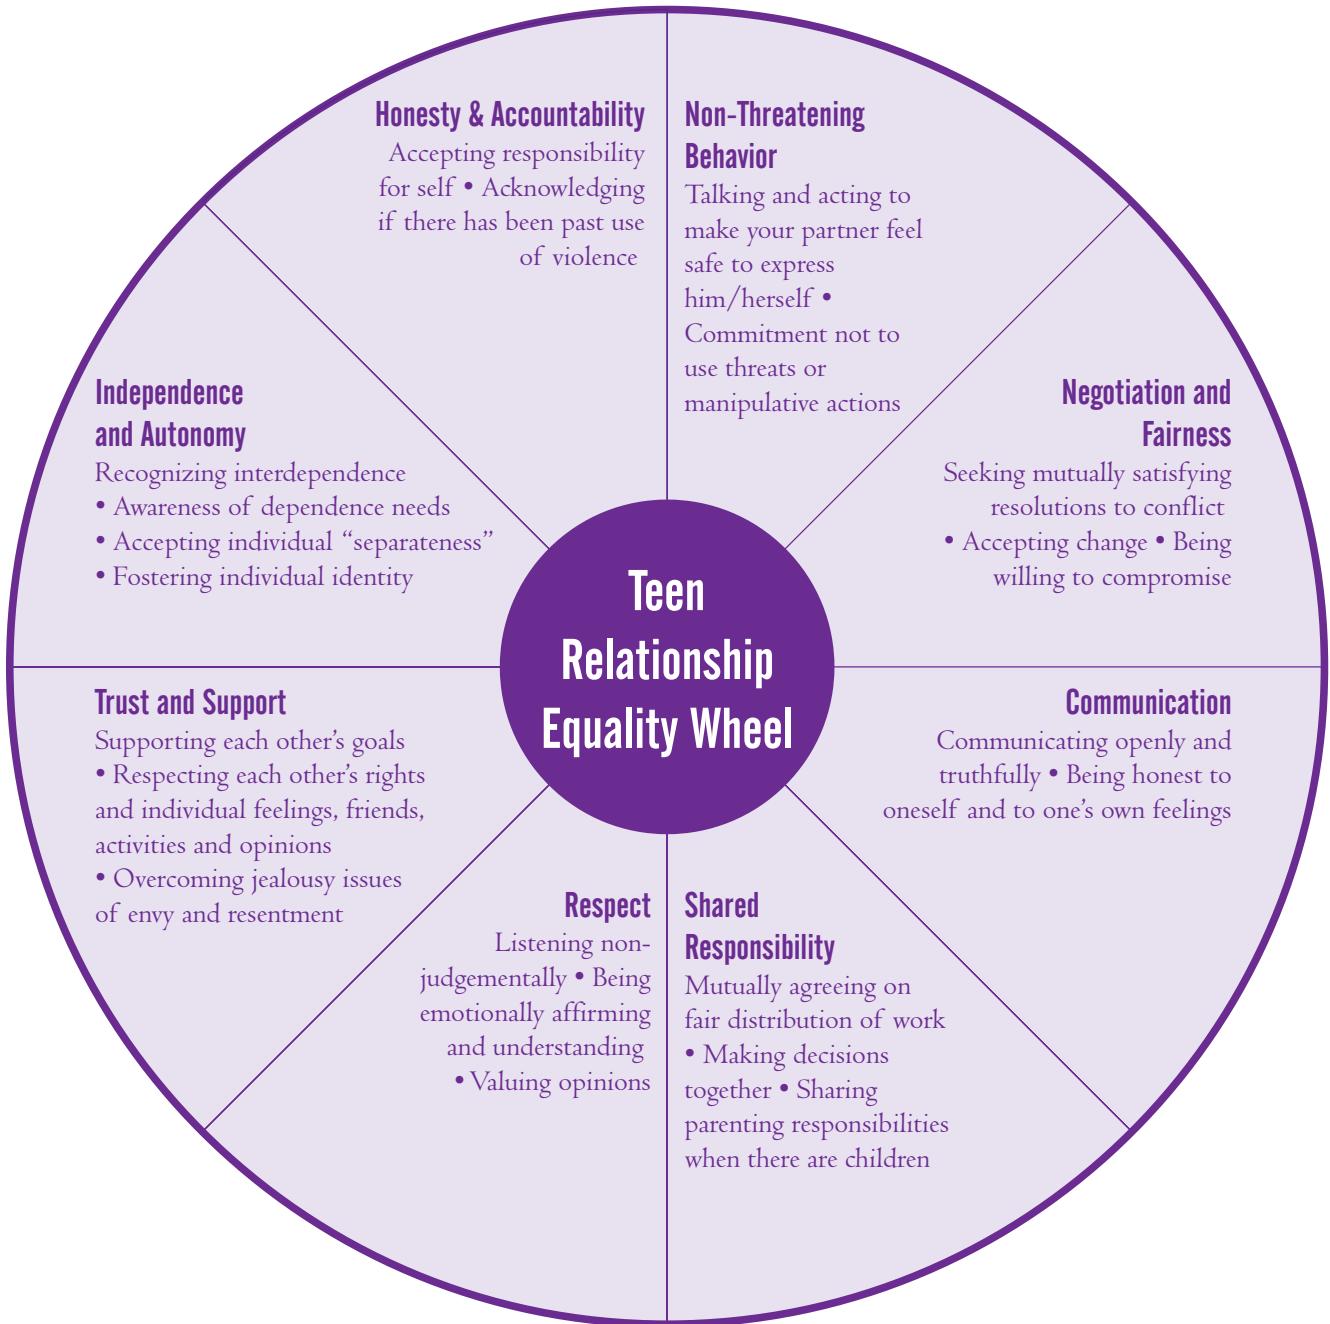 Honesty & Accountability
Accepting responsibility
for self • Acknowledging
if there has been past use
of violence
Non-Threatening
Behavior
Talking and acting to
make your partner feel
safe to express
him/herself •
Commitment not to
use threats or
manipulative actions
Negotiation and
Fairness
Seeking mutually satisfying
resolutions to conflict
• Accepting change • Being
willing to compromise
Communication
Communicating openly and
truthfully • Being honest to
oneself and to one’s own feelings
Shared
Responsibility
Mutually agreeing on
fair distribution of work
• Making decisions
together • Sharing
parenting responsibilities
when there are children
Respect
Listening non-
judgementally • Being
emotionally affirming
and understanding
• Valuing opinions
Trust and Support
Supporting each other’s goals
• Respecting each other’s rights
and individual feelings, friends,
activities and opinions
• Overcoming jealousy issues
of envy and resentment
Independence
and Autonomy
Recognizing interdependence
• Awareness of dependence needs
• Accepting individual “separateness”
• Fostering individual identity
Teen
Relationship
Equality Wheel